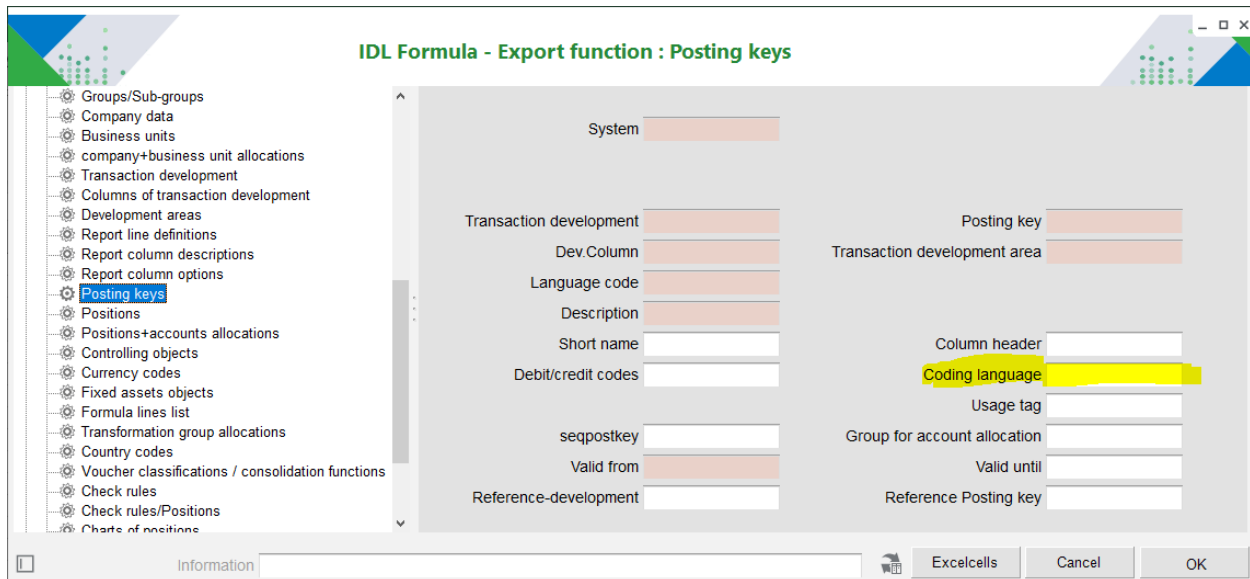 IDL Formula - Export function : Posting keys
Groups/Sub-groups
Company data
Business units
company+business unit allocations
Transaction development
Columns of transaction development
Development areas
Report line definitions
Report column descriptions
Report column options
Posting keys
Positions
Positions+accounts allocations
Controlling objects
Currency codes
Fixed assets objects
Formula lines list
Transformation group allocations
Country codes
Voucher classifications / consolidation functions
Check rules
Check rules/Positions
Charts of positions
System
Transaction development Posting key
Dev.Column Transaction development area
Language code
Description
Short name Column header
Debit/credit codes Coding language
Usage tag
seqpostkey Group for account allocation
Valid from Valid until
Reference-development Reference Posting key
Information Excelcells Cancel OK